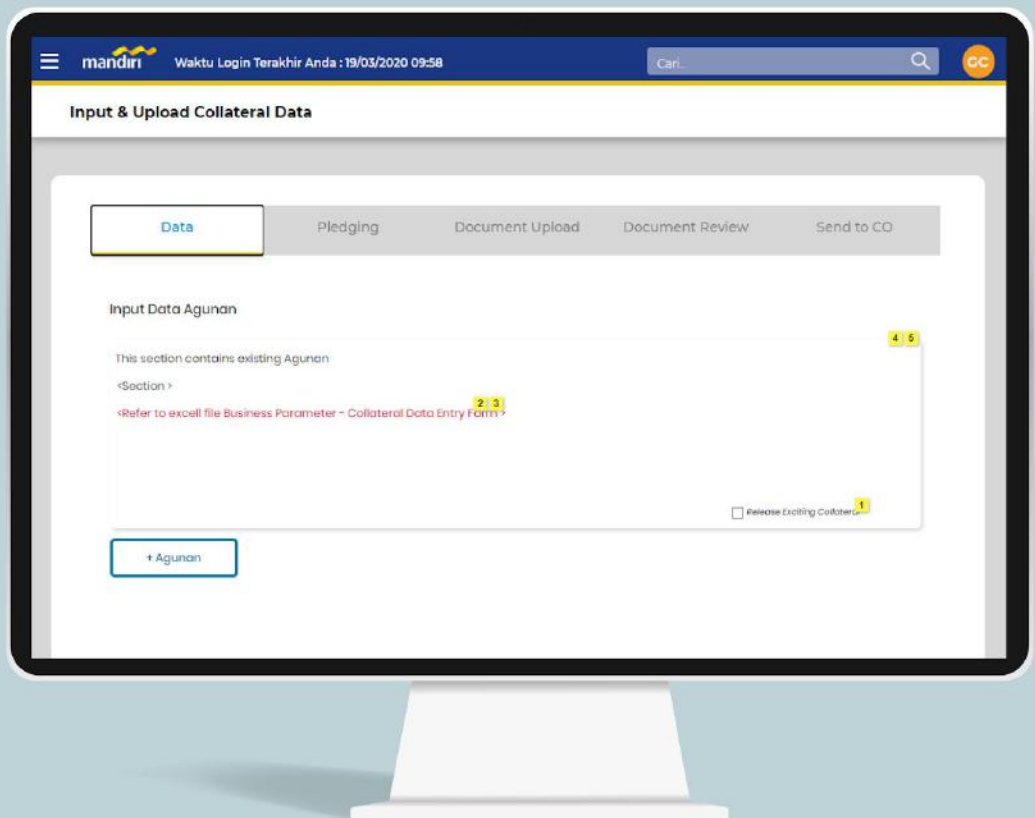 mandiri
Waktu Login Terakhir Anda : 19/03/2020 09:58
Cari..
GC
Input & Upload Collateral Data
Data
Pledging
Document Upload
Document Review
Send to CO
Input Data Agunan
4 5
This section contains existing Agunan
<Section >
2 3
<Refer to excell file Business Parameter - Collateral Data Entry Form >
1
Release Exciting Collateral
+ Agunan